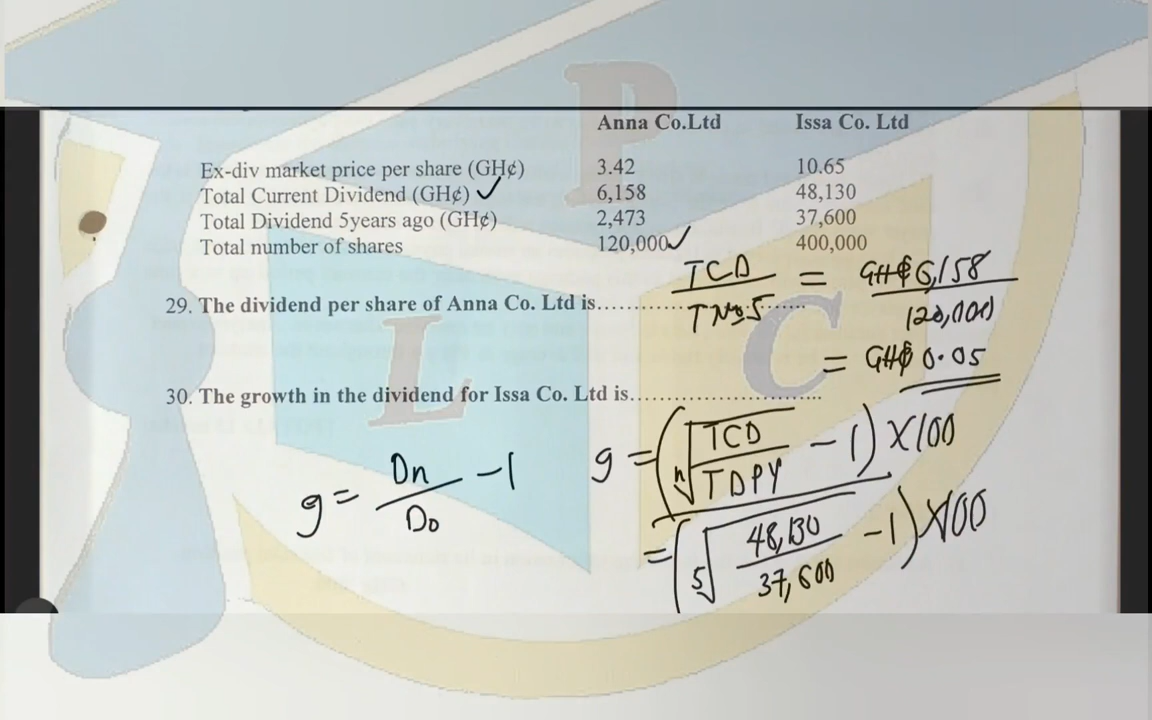 P
L C
Anna Co.Ltd Issa Co. Ltd
Ex-div market price per share (GH¢) 3.42 10.65
Total Current Dividend (GH¢) ✓ 6,158 48,130
Total Dividend 5years ago (GH¢) 2,473 37,600
Total number of shares 120,000✓ 400,000
29. The dividend per share of Anna Co. Ltd is.................... TCD / TNo.S = GH₵ 6,158 / 120,000
= GH₵ 0.05
30. The growth in the dividend for Issa Co. Ltd is........................
g = Dn / Do -1
g = (n√TCD / TDPY - 1) X100
= (5√48,130 / 37,600 -1) X100